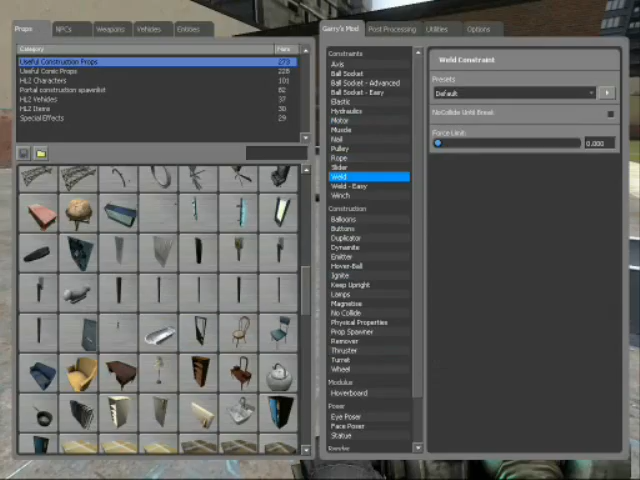 Props NPCs Weapons Vehicles Entities
Category
Useful Construction Props 273
Useful Comic Props 228
HL2 Characters 101
Portal construction spawnlist 82
HL2 Vehicles 37
HL2 Items 30
Special Effects 29
Garry's Mod Post Processing Utilities Options
Constraints
Axis
Ball Socket
Ball Socket - Advanced
Ball Socket - Easy
Elastic
Hydraulics
Motor
Muscle
Nail
Pulley
Rope
Slider
Weld
Weld - Easy
Winch
Construction
Balloons
Buttons
Duplicator
Dynamite
Emitter
Hover-Ball
Ignite
Keep Upright
Lamps
Magnetise
No Collide
Physical Properties
Prop Spawner
Remover
Thruster
Turret
Wheel
Modulus
Hoverboard
Poser
Eye Poser
Face Poser
Statue
Render
Weld Constraint
Presets
Default
NoCollide Until Break
Force Limit:
0.000